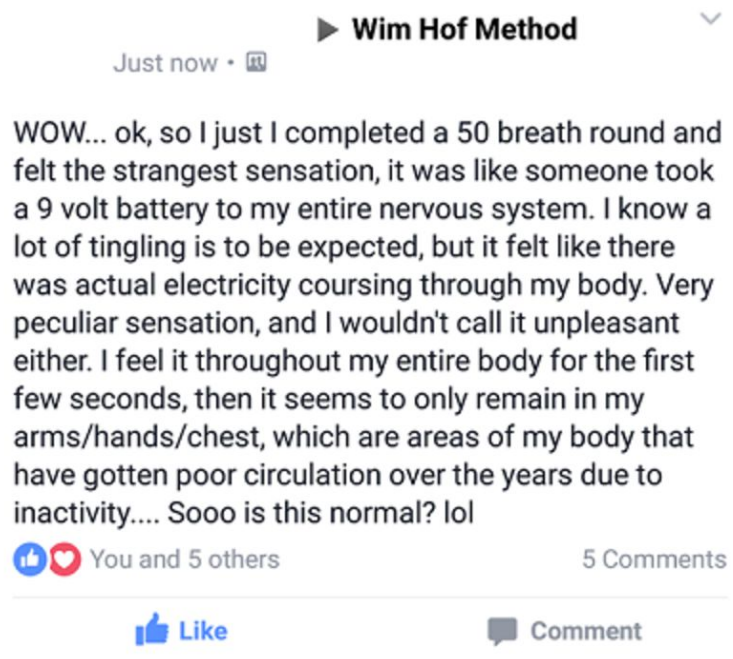 Wim Hof Method
Just now
WOW... ok, so I just I completed a 50 breath round and
felt the strangest sensation, it was like someone took
a 9 volt battery to my entire nervous system. I know a
lot of tingling is to be expected, but it felt like there
was actual electricity coursing through my body. Very
peculiar sensation, and I wouldn't call it unpleasant
either. I feel it throughout my entire body for the first
few seconds, then it seems to only remain in my
arms/hands/chest, which are areas of my body that
have gotten poor circulation over the years due to
inactivity.... Sooo is this normal? lol
You and 5 others 5 Comments
Like Comment